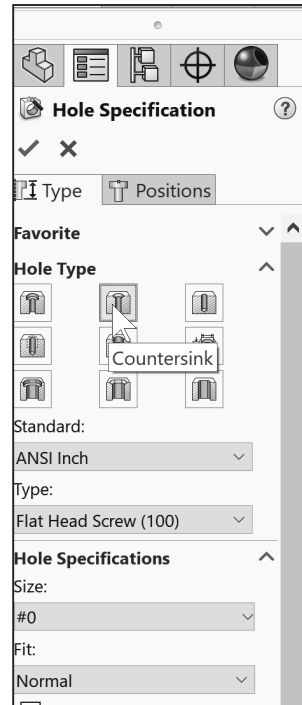 Hole Specification
?
Type
Positions
Favorite
Hole Type
Countersink
Standard:
ANSI Inch
Type:
Flat Head Screw (100)
Hole Specifications
Size:
#0
Fit:
Normal